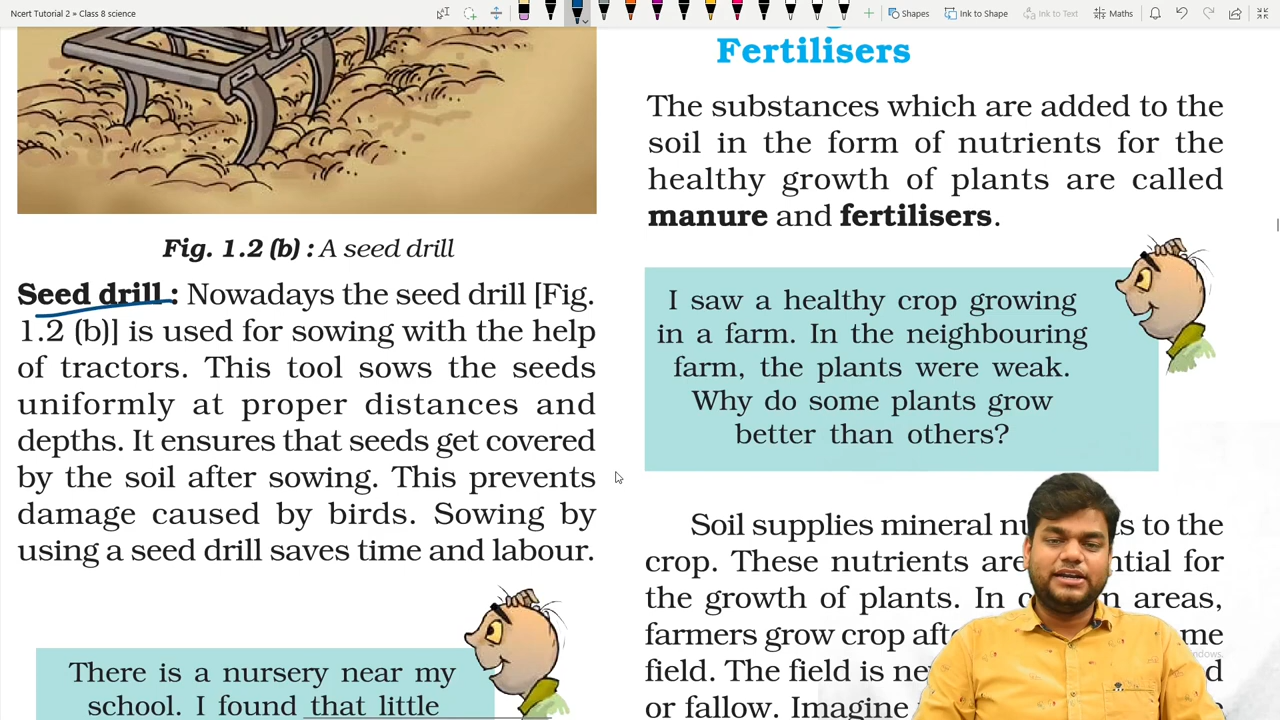 Ncert Tutorial 2 » Class 8 science
Shapes
Ink to Shape
Ink to Text
Maths
Fig. 1.2 (b) : A seed drill
Seed drill : Nowadays the seed drill [Fig.
1.2 (b)] is used for sowing with the help
of tractors. This tool sows the seeds
uniformly at proper distances and
depths. It ensures that seeds get covered
by the soil after sowing. This prevents
damage caused by birds. Sowing by
using a seed drill saves time and labour.
There is a nursery near my
school. I found that little
Fertilisers
The substances which are added to the
soil in the form of nutrients for the
healthy growth of plants are called
manure and fertilisers.
I saw a healthy crop growing
in a farm. In the neighbouring
farm, the plants were weak.
Why do some plants grow
better than others?
Soil supplies mineral to the
crop. These nutrients are for
the growth of plants. In areas,
farmers grow crop
field. The field is
or fallow. Imagine